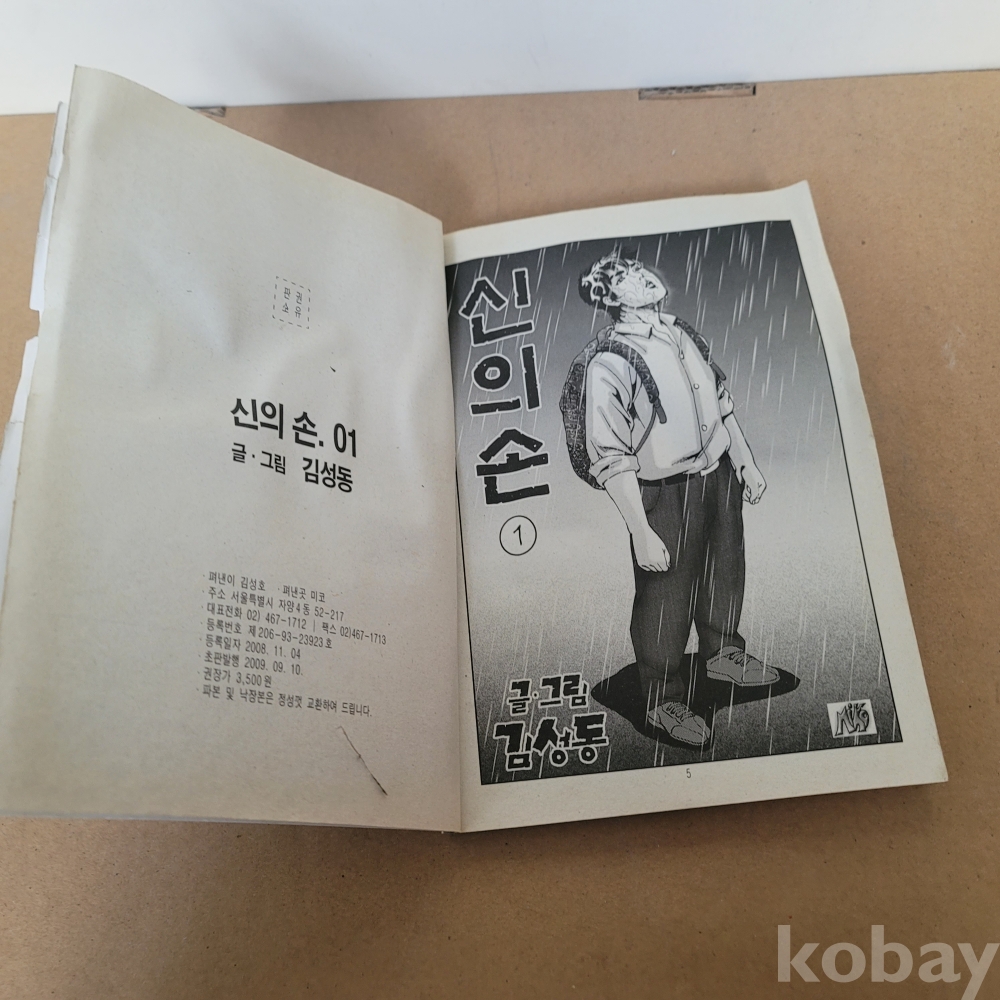 판권
소유
신의 손. 01
글·그림 김성동
·펴낸이 김성호 ·펴낸곳 미코
·주소 서울특별시 자양4동 52-217
·대표전화 02) 467-1712 | 팩스 02)467-1713
·등록번호 제206-93-23923호
·등록일자 2008. 11. 04
·초판발행 2009. 09. 10.
·권장가 3,500원
·파본 및 낙장본은 정성껏 교환하여 드립니다.
신의 손
1
글·그림
김성동
MIKO
5
kobay